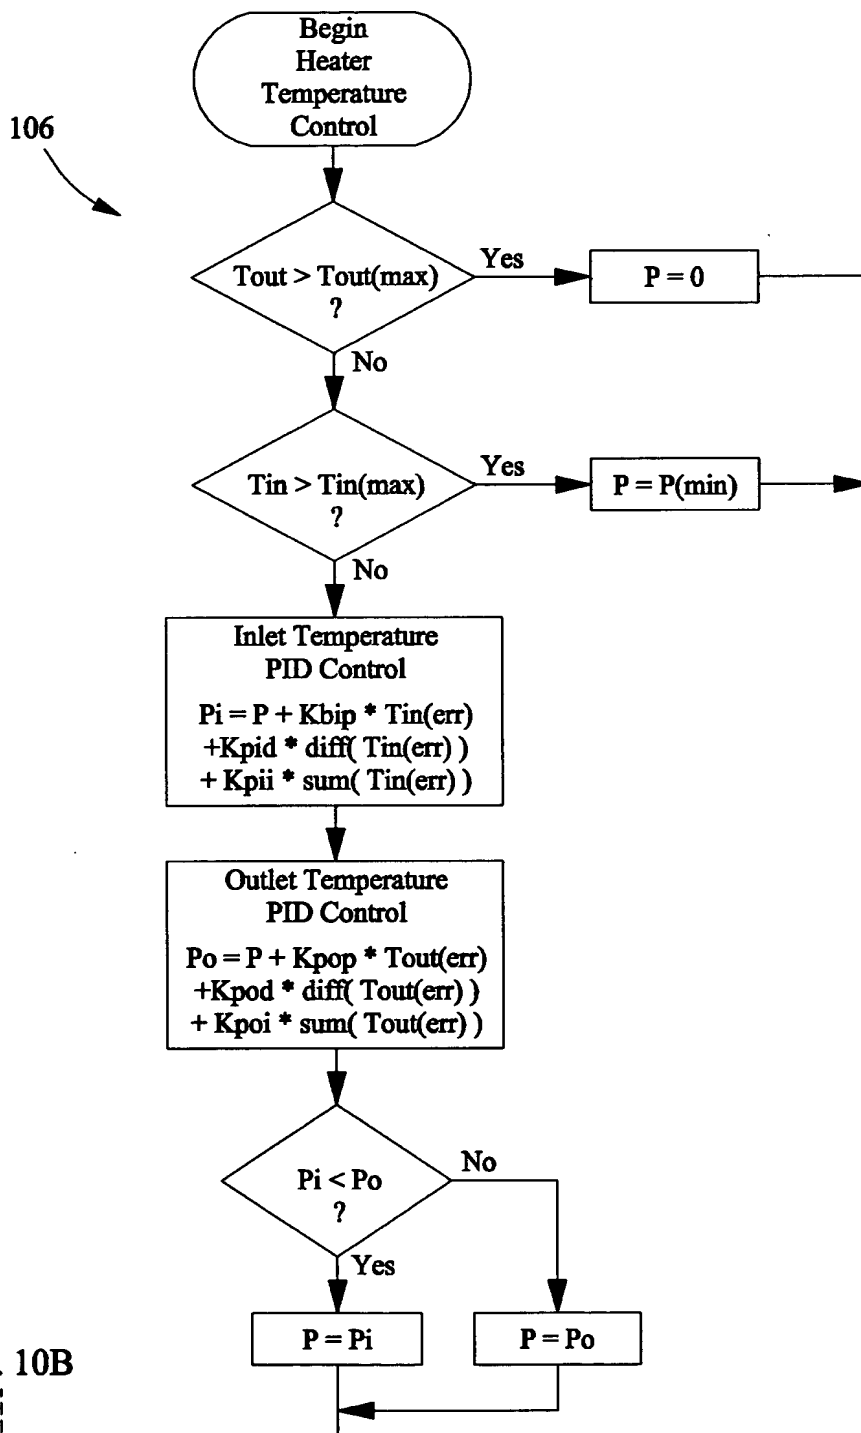 Begin
Heater
Temperature
Control
106
Tout > Tout(max)
?
Yes
P = 0
No
Tin > Tin(max)
?
Yes
P = P(min)
No
Inlet Temperature
PID Control
Pi = P + Kbip * Tin(err)
+Kpid * diff( Tin(err) )
+ Kpii * sum( Tin(err) )
Outlet Temperature
PID Control
Po = P + Kpop * Tout(err)
+Kpod * diff( Tout(err) )
+ Kpoi * sum( Tout(err) )
Pi < Po
?
No
Yes
P = Pi
P = Po
. 10B